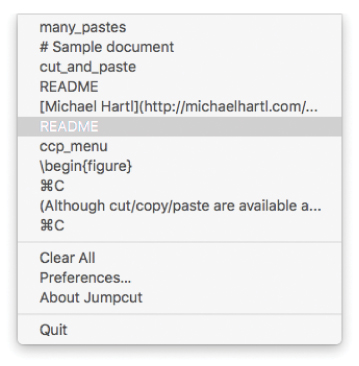 many_pastes
# Sample document
cut_and_paste
README
[Michael Hartl](http://michaelhartl.com/...
README
ccp_menu
\begin{figure}
⌘C
(Although cut/copy/paste are available a...
⌘C
Clear All
Preferences...
About Jumpcut
Quit